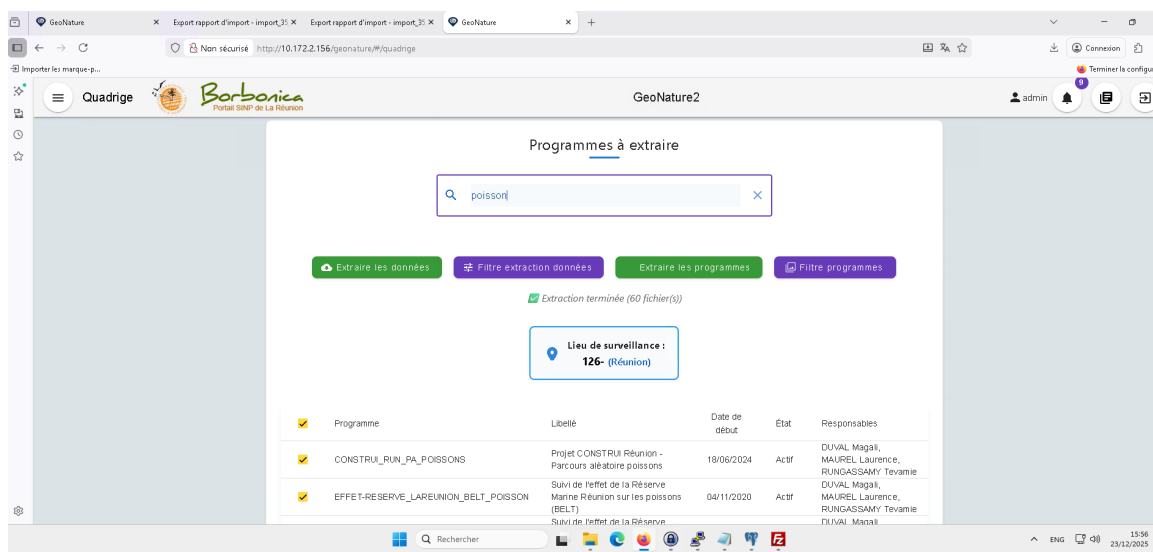 GeoNature
Export rapport d'import - import_35
Export rapport d'import - import_35
GeoNature
Non sécurisé
http://10.172.2.156/geonature/#/quadrige
Connexion
Importer les marque-p...
Terminer la configu
Quadrige
Borbonica
Portail SINP de La Réunion
GeoNature2
admin
9
Programmes à extraire
poisson
Extraire les données
Filtre extraction données
Extraire les programmes
Filtre programmes
Extraction terminée (60 fichier(s))
Lieu de surveillance :
126- (Réunion)
Programme
Libellé
Date de
début
État
Responsables
CONSTRUI_RUN_PA_POISSONS
Projet CONSTRUI Réunion -
Parcours aléatoire poissons
18/06/2024
Actif
DUVAL Magali,
MAUREL Laurence,
RUNGASSAMY Tevamie
EFFET-RESERVE_LAREUNION_BELT_POISSON
Suivi de l'effet de la Réserve
Marine Réunion sur les poissons
(BELT)
04/11/2020
Actif
DUVAL Magali,
MAUREL Laurence,
RUNGASSAMY Tevamie
Suivi de l'effet de la Réserve
DUVAL Magali
Rechercher
ENG
15:56
23/12/2025